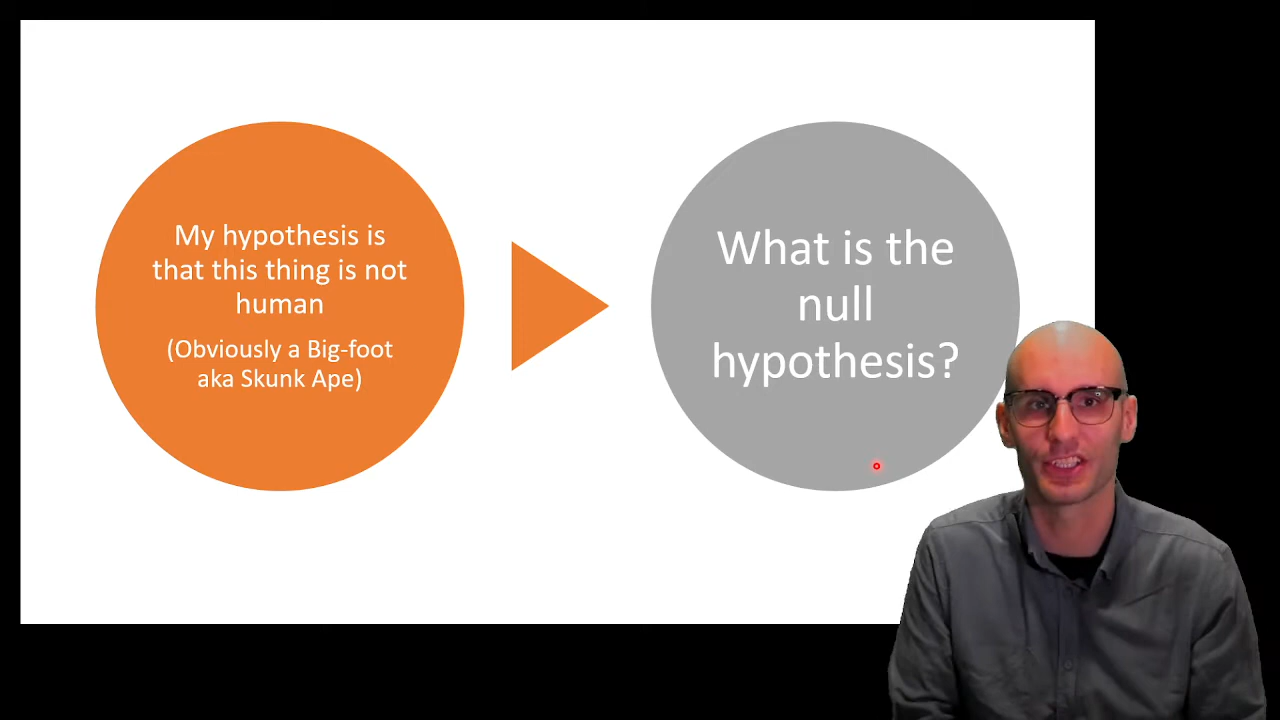 My hypothesis is
that this thing is not
human
(Obviously a Big-foot
aka Skunk Ape)
What is the
null
hypothesis?